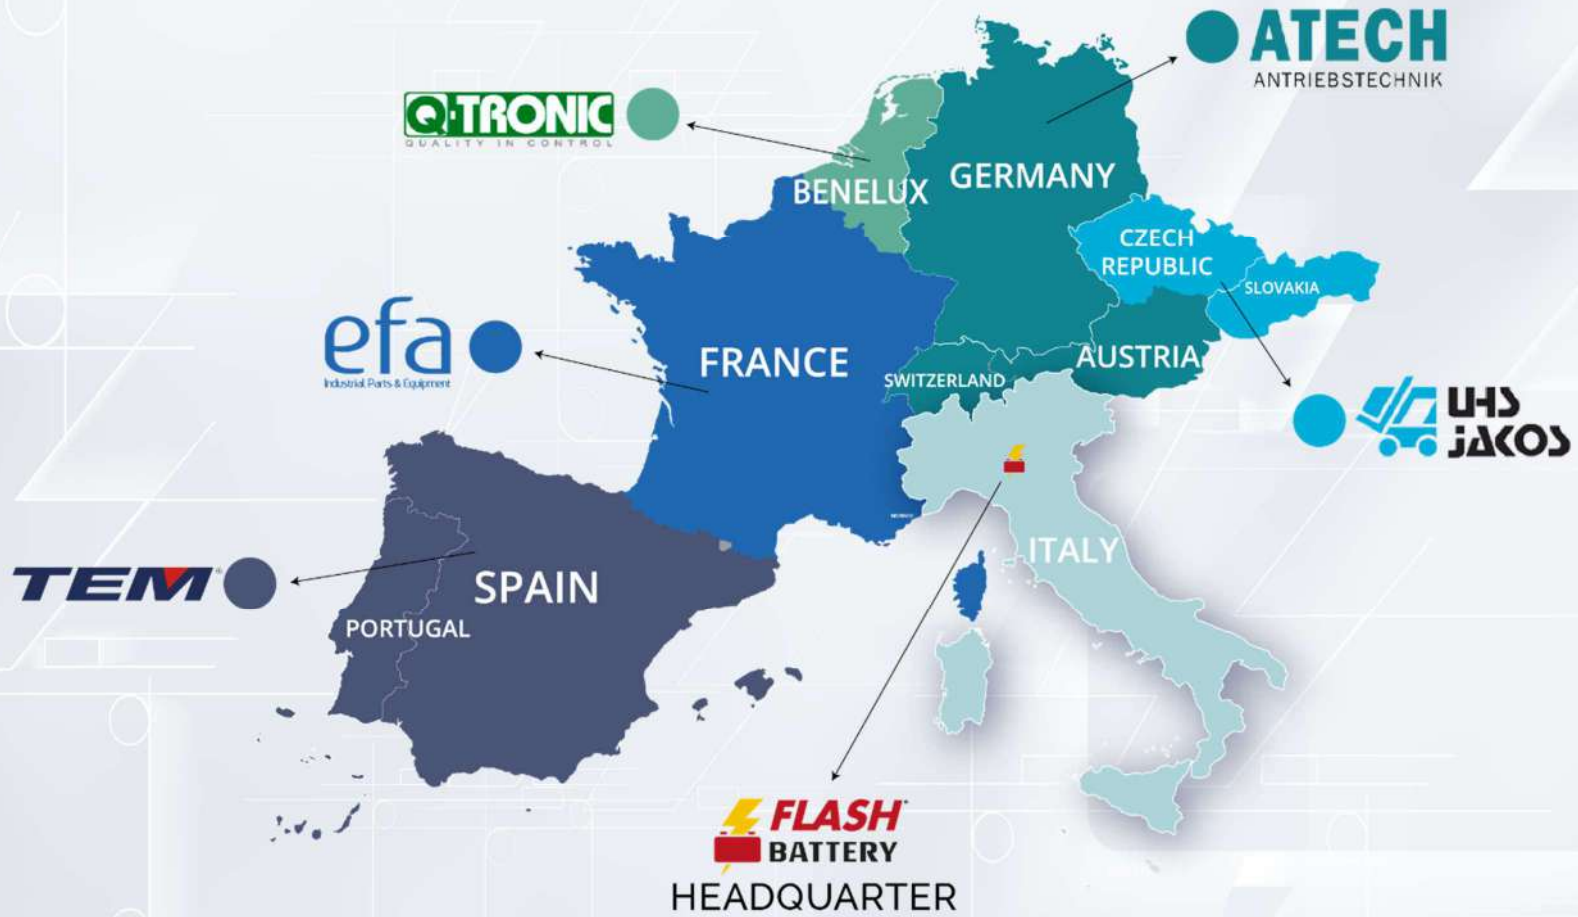 ATECH
ANTRIEBSTECHNIK
Q-TRONIC
QUALITY IN CONTROL
GERMANY
BENELUX
CZECH
REPUBLIC
SLOVAKIA
efa
Industrial Parts & Equipment
FRANCE
AUSTRIA
SWITZERLAND
UHS
jAKOS
ITALY
TEM®
SPAIN
PORTUGAL
FLASH
BATTERY
HEADQUARTER